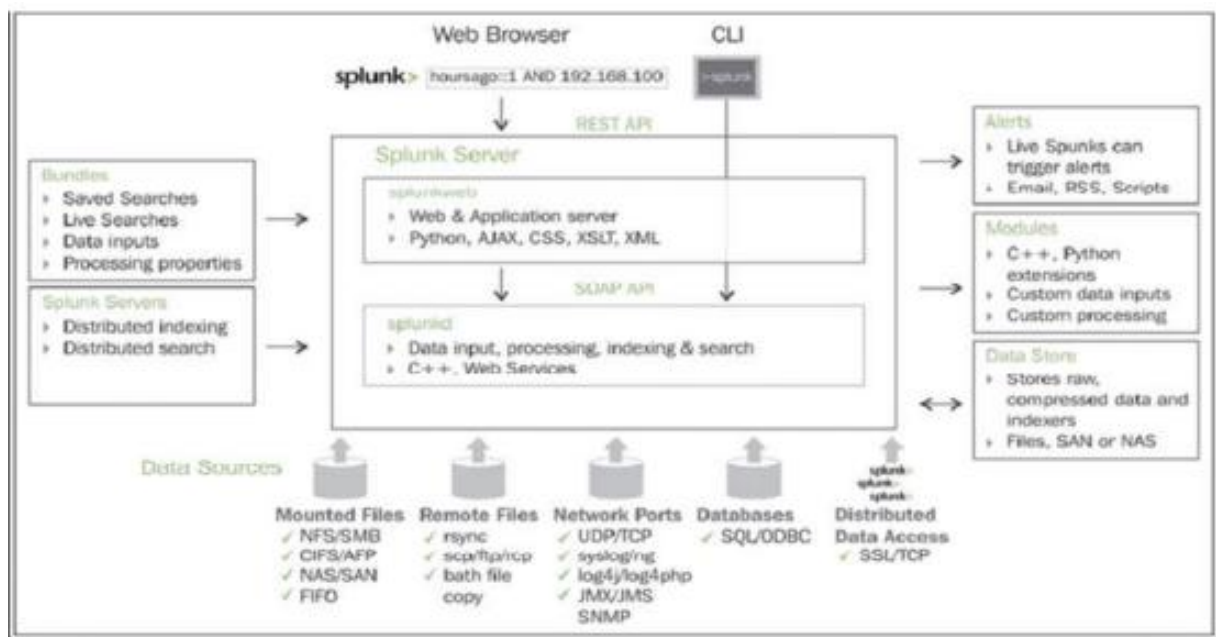 Web Browser
CLI
splunk> hoursago::1 AND 192.168.100
>splunk
REST API
Splunk Server
Bundles
Saved Searches
Live Searches
Data inputs
Processing properties
splunkweb
Web & Application server
Python, AJAX, CSS, XSLT, XML
Alerts
Live Spunks can
trigger alerts
Email, RSS, Scripts
SOAP API
Splunk Servers
Distributed indexing
Distributed search
splunkd
Data input, processing, indexing & search
C++, Web Services
Modules
C++, Python
extensions
Custom data inputs
Custom processing
Data Store
Stores raw,
compressed data and
indexers
Files, SAN or NAS
Data Sources
Mounted Files
NFS/SMB
CIFS/AFP
NAS/SAN
FIFO
Remote Files
rsync
scp/ftp/rcp
bath file
copy
Network Ports
UDP/TCP
syslog/ng
log4j/log4php
JMX/JMS
SNMP
Databases
SQL/ODBC
splunk>
splunk>
splunk>
Distributed
Data Access
SSL/TCP